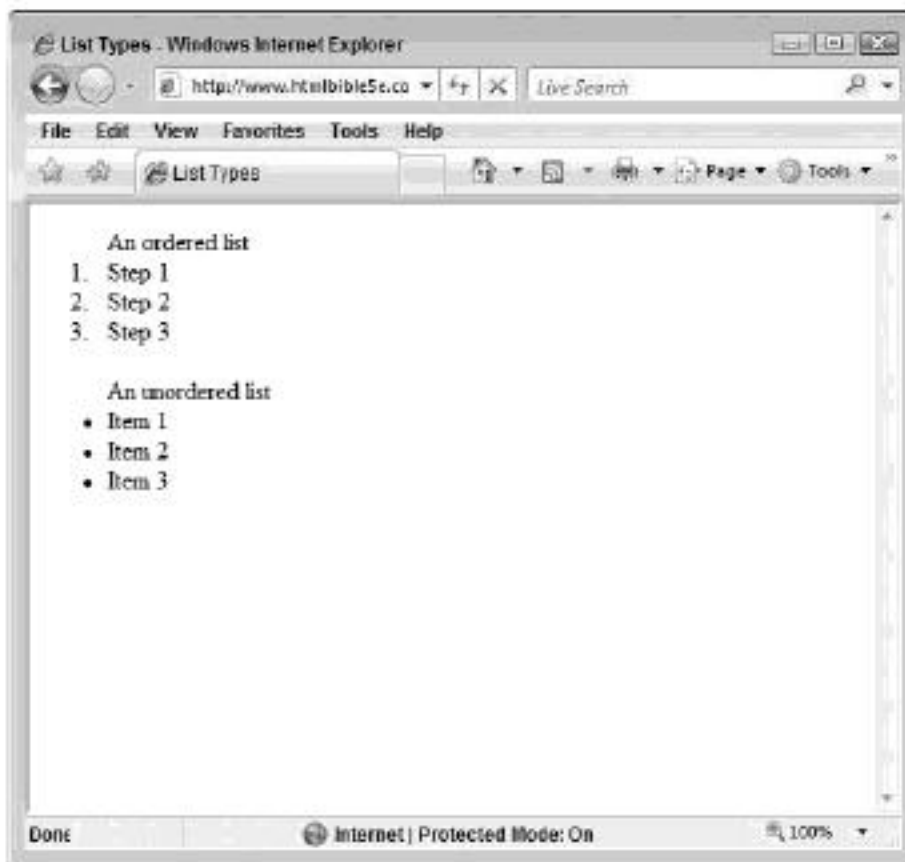 List Types - Windows Internet Explorer
http://www.htmlbible5e.co
Live Search
File Edit View Favorites Tools Help
List Types
Page
Tools
An ordered list
1. Step 1
2. Step 2
3. Step 3
An unordered list
• Item 1
• Item 2
• Item 3
Done
Internet | Protected Mode: On
100%